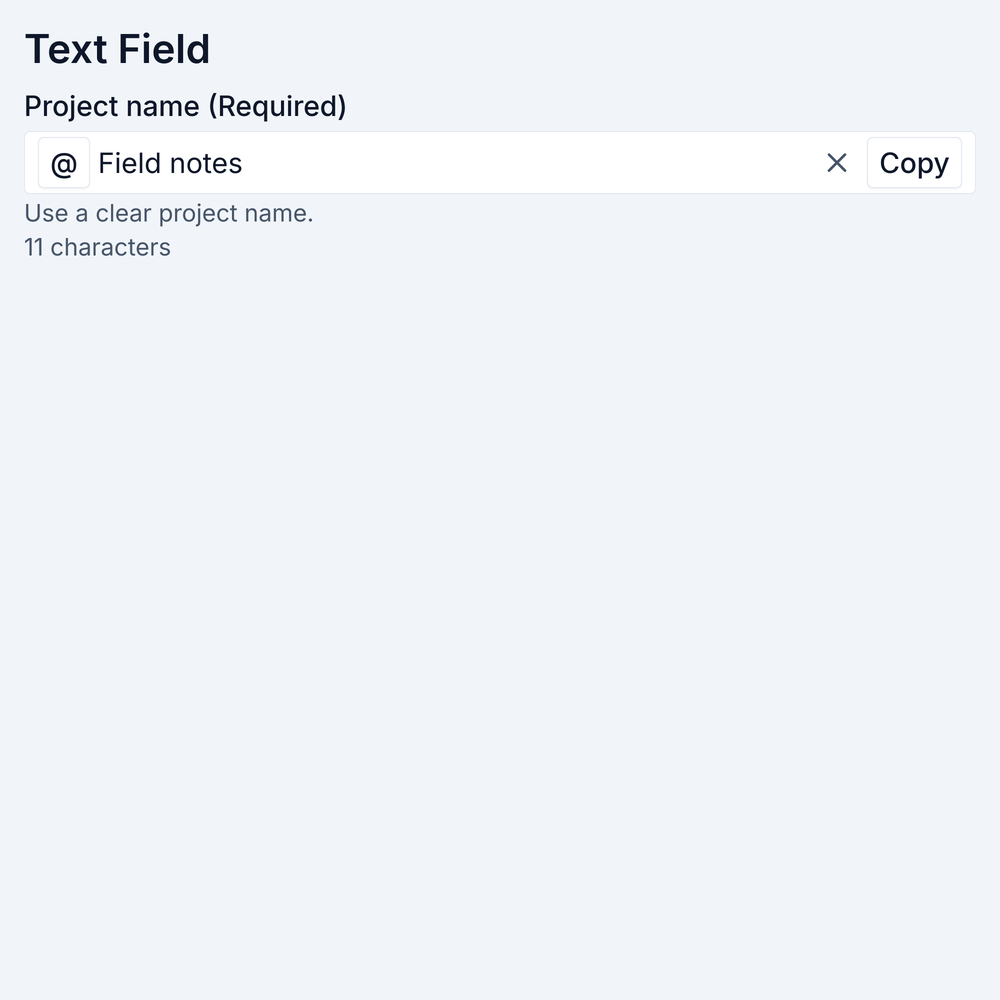 Text Field
Project name (Required)
@ Field notes Copy
Use a clear project name.
11 characters